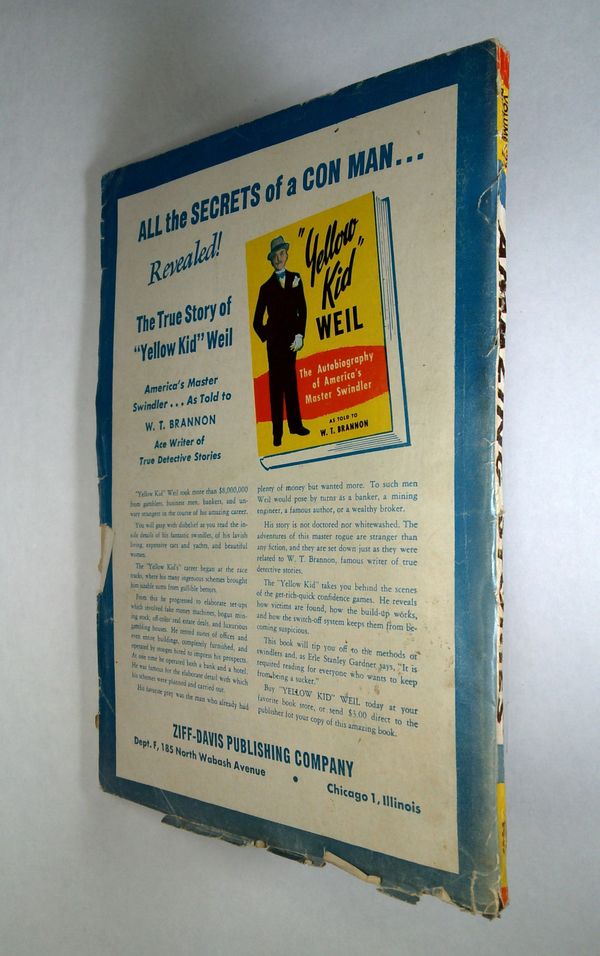 ALL the SECRETS of a CON MAN...
Revealed!
The True Story of
"Yellow Kid" Weil
America's Master
Swindler... As Told to
W. T. BRANNON
Ace Writer of
True Detective Stories
"Yellow
Kid"
WEIL
The Autobiography
of America's
Master Swindler
AS TOLD TO
W. T. BRANNON
"Yellow Kid" Weil took more than $8,000,000
from gamblers, business men, bankers, and un-
wary strangers in the course of his amazing career.
You will gasp with disbelief as you read the in-
side details of his fantastic swindles, of his lavish
living, expensive cars and yachts, and beautiful
women.
The "Yellow Kid's" career began at the race
tracks, where his many ingenious schemes brought
him sizable sums from gullible bettors.
From this he progressed to elaborate set-ups
which involved fake money machines, bogus min-
ing stock, off-color real estate deals, and luxurious
gambling houses. He rented suites of offices and
even entire buildings, completely furnished, and
operated by stooges hired to impress his prospects.
At one time he operated both a bank and a hotel.
He was famous for the elaborate detail with which
his schemes were planned and carried out.
His favorite prey was the man who already had
plenty of money but wanted more. To such men
Weil would pose by turns as a banker, a mining
engineer, a famous author, or a wealthy broker.
His story is not doctored nor whitewashed. The
adventures of this master rogue are stranger than
any fiction, and they are set down just as they were
related to W. T. Brannon, famous writer of true
detective stories.
The "Yellow Kid" takes you behind the scenes
of the get-rich-quick confidence games. He reveals
how victims are found, how the build-up works,
and how the switch-off system keeps them from be-
coming suspicious.
This book will tip you off to the methods of
swindlers and, as Erle Stanley Gardner says, "It is
required reading for everyone who wants to keep
from being a sucker."
Buy "YELLOW KID" WEIL today at your
favorite book store, or send $3.00 direct to the
publisher for your copy of this amazing book.
ZIFF-DAVIS PUBLISHING COMPANY
Dept. F, 185 North Wabash Avenue • Chicago 1, Illinois
VOLUME
AMAZING STORIES